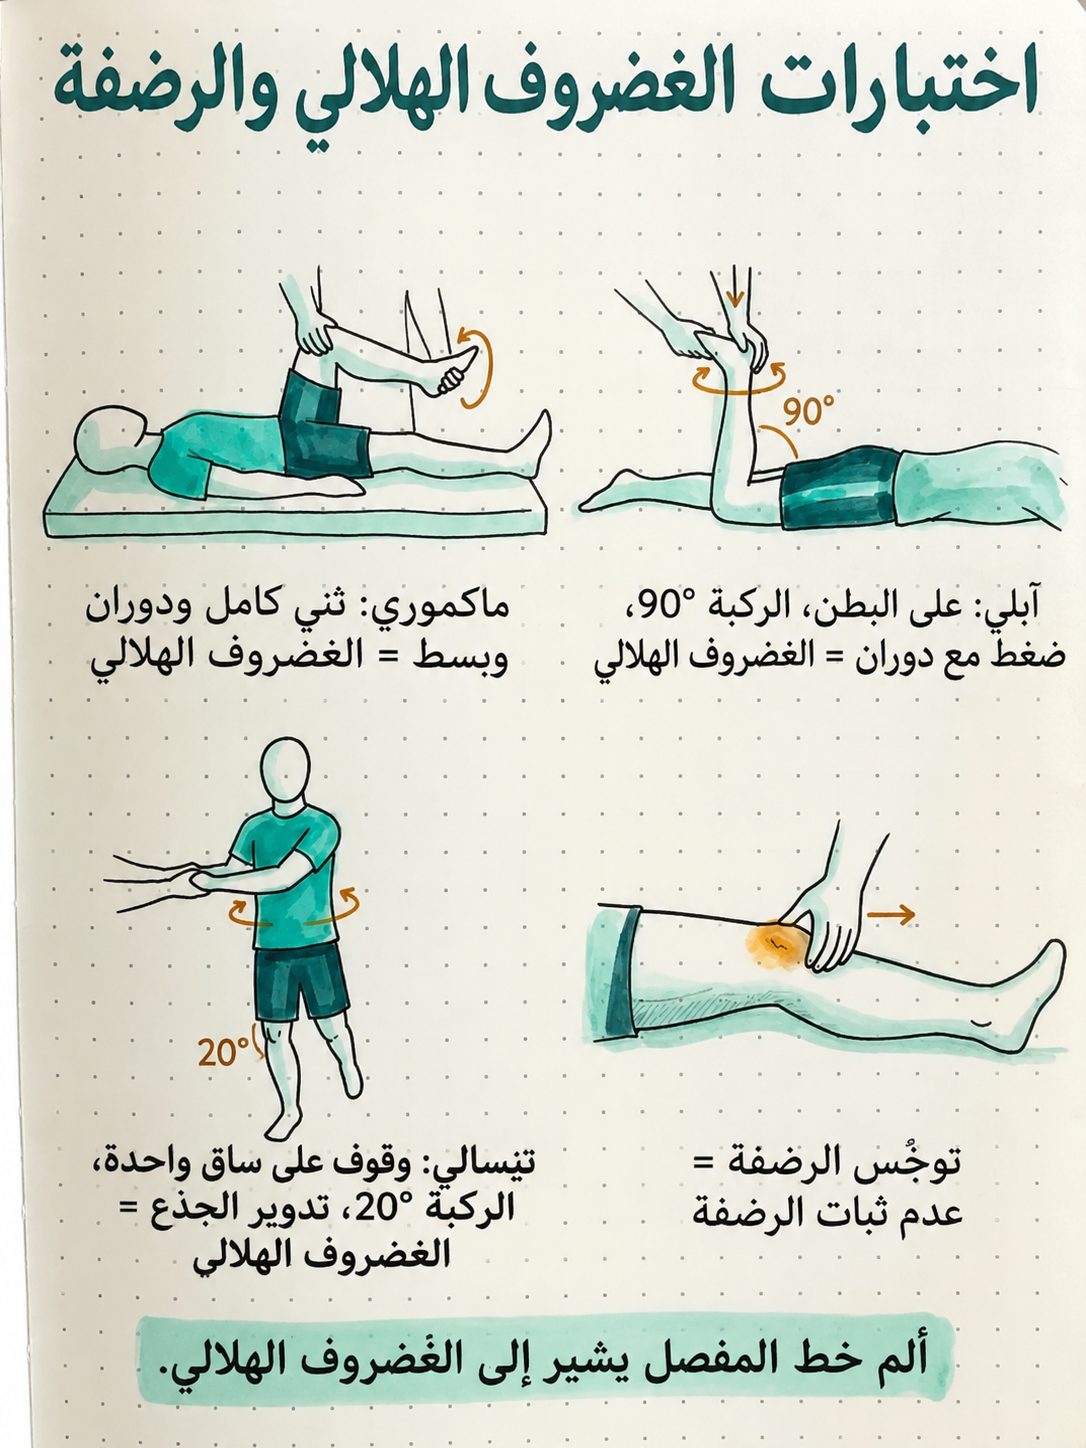 اختبارات الغضروف الهلالي والرضفة
90°
آبلي: على البطن، الركبة 90°،
ضغط مع دوران = الغضروف الهلالي
ماكموري: ثني كامل ودوران
وبسط = الغضروف الهلالي
20°
توجُس الرضفة =
عدم ثبات الرضفة
تيْسالي: وقوف على ساق واحدة،
الركبة 20°، تدوير الجذع =
الغضروف الهلالي
ألم خط المفصل يشير إلى الغُضروف الهلالي.